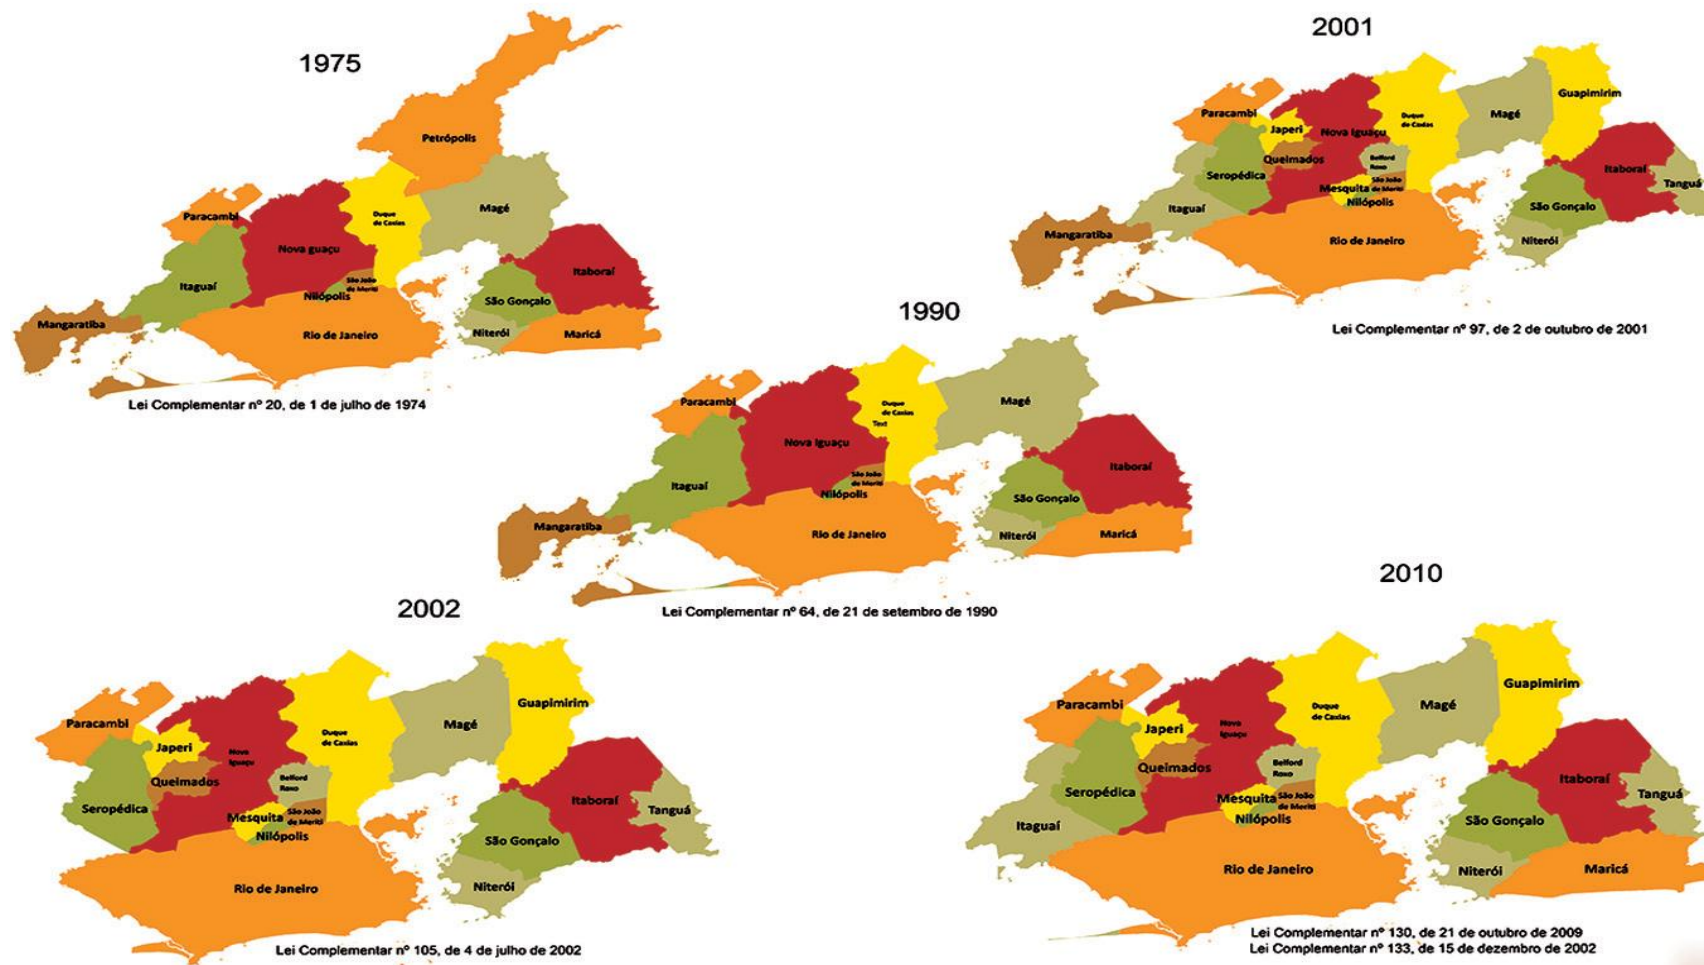 1975
Petrópolis
Paracambi
Nova guaçu
Duque
de Caxias
Magé
Itaguaí
São João
de Meriti
Nilópolis
Itaboraí
São Gonçalo
Mangaratiba
Rio de Janeiro
Niterói
Maricá
Lei Complementar nº 20, de 1 de julho de 1974
2001
Paracambi
Japeri
Nova Iguaçu
Duque
de Caxias
Magé
Guapimirim
Queimados
Belford
Roxo
Seropédica
Mesquita
São João
de Meriti
Nilópolis
Itaboraí
Tanguá
Itaguaí
São Gonçalo
Mangaratiba
Rio de Janeiro
Niterói
Lei Complementar nº 97, de 2 de outubro de 2001
1990
Paracambi
Duque
de Caxias
Text
Magé
Nova Iguaçu
Itaguaí
São João
de Meriti
Nilópolis
Itaboraí
São Gonçalo
Mangaratiba
Rio de Janeiro
Niterói
Maricá
Lei Complementar nº 64, de 21 de setembro de 1990
2002
Paracambi
Japeri
Nova
Iguaçu
Duque
de Caxias
Magé
Guapimirim
Queimados
Belford
Roxo
Seropédica
Mesquita
São João
de Meriti
Nilópolis
Itaboraí
Tanguá
São Gonçalo
Rio de Janeiro
Niterói
Lei Complementar nº 105, de 4 de julho de 2002
2010
Paracambi
Japeri
Nova
Iguaçu
Duque
de Caxias
Magé
Guapimirim
Queimados
Belford
Roxo
Seropédica
Mesquita
São João
de Meriti
Nilópolis
Itaboraí
Tanguá
Itaguaí
São Gonçalo
Rio de Janeiro
Niterói
Maricá
Lei Complementar nº 130, de 21 de outubro de 2009
Lei Complementar nº 133, de 15 de dezembro de 2002